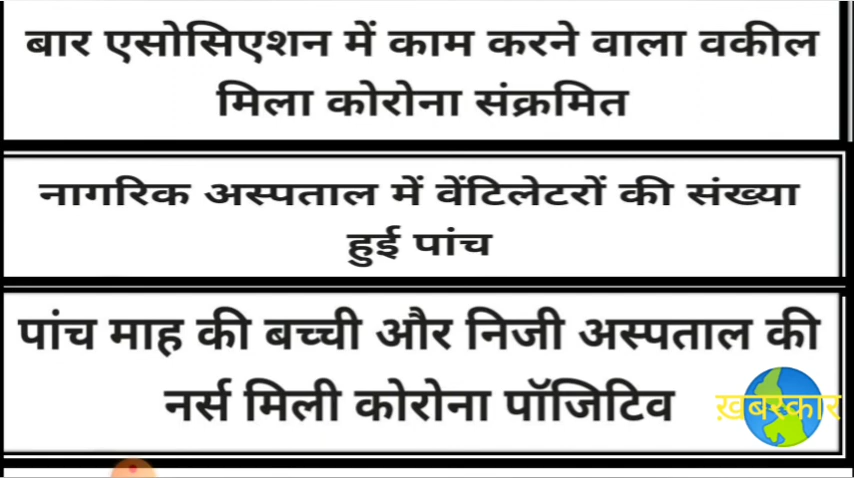 बार एसोसिएशन में काम करने वाला वकील
मिला कोरोना संक्रमित
नागरिक अस्पताल में वेंटिलेटरों की संख्या
हुई पांच
पांच माह की बच्ची और निजी अस्पताल की
नर्स मिली कोरोना पॉजिटिव
ख़बरकार